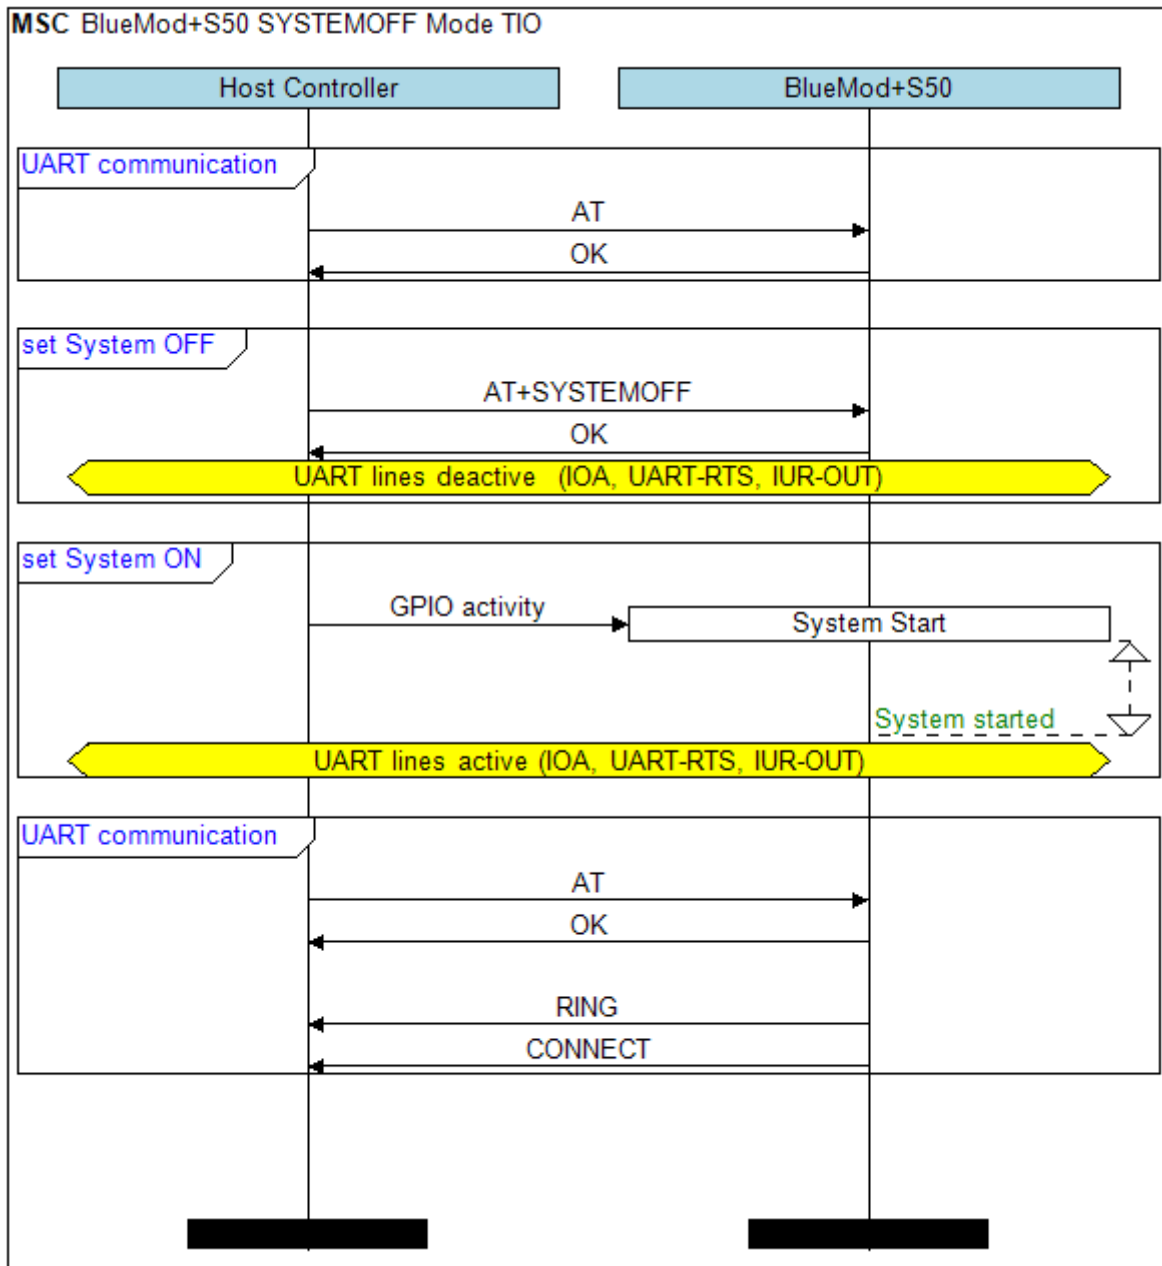 MSC BlueMod+S50 SYSTEMOFF Mode TIO
Host Controller
BlueMod+S50
UART communication
AT
OK
set System OFF
AT+SYSTEMOFF
OK
UART lines deactive (IOA, UART-RTS, IUR-OUT)
set System ON
GPIO activity
System Start
System started
UART lines active (IOA, UART-RTS, IUR-OUT)
UART communication
AT
OK
RING
CONNECT